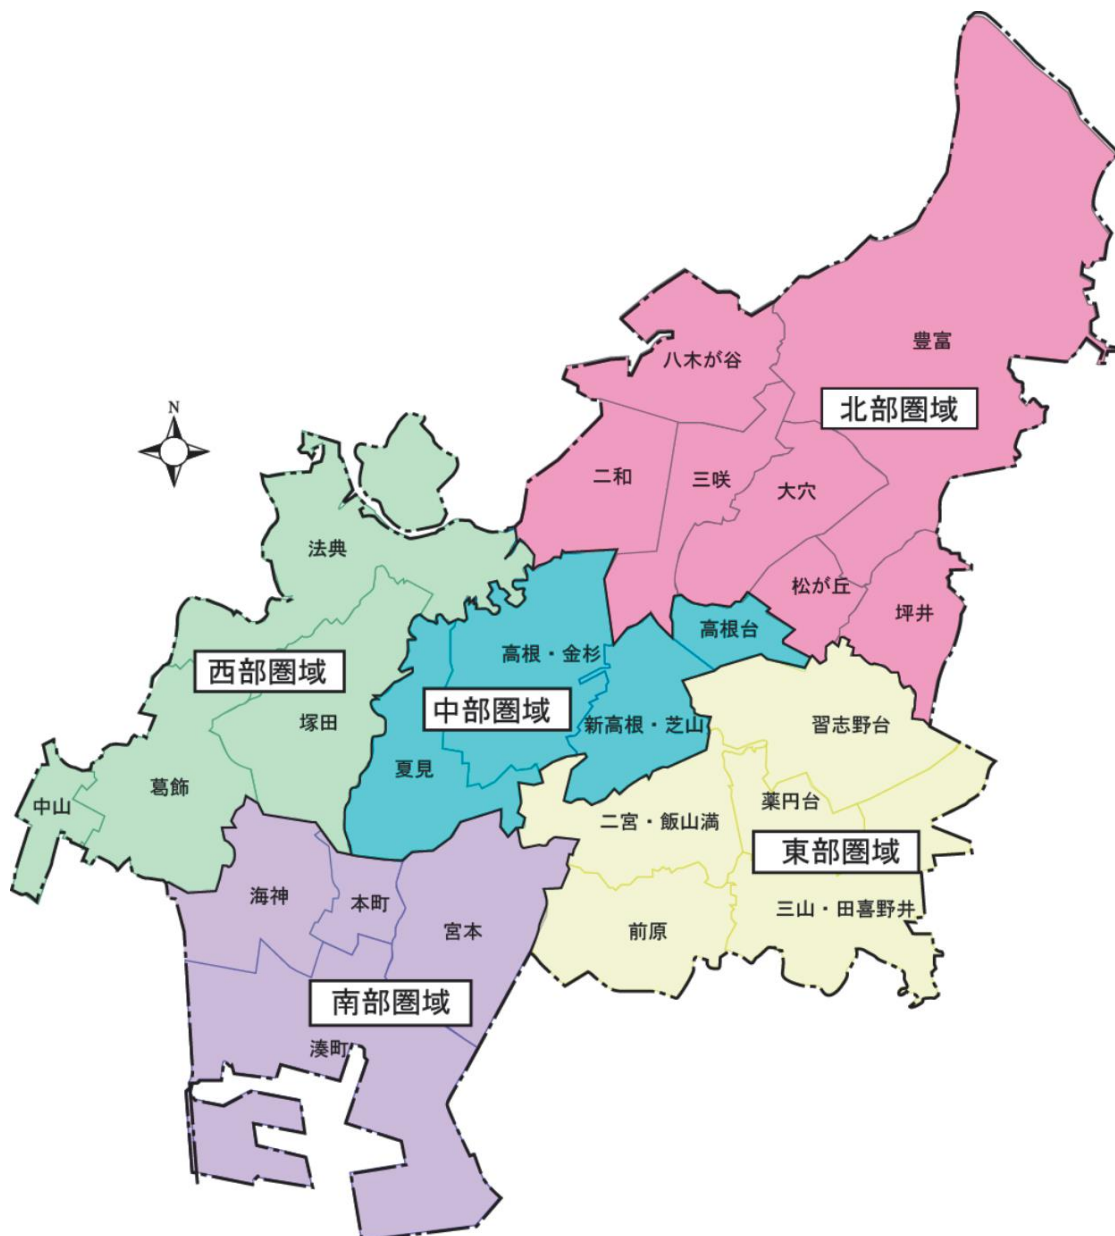 豊富
八木が谷
北部圏域
N
二和
三咲
大穴
法典
松が丘
坪井
高根台
高根・金杉
西部圏域
中部圏域
塚田
新高根・芝山
習志野台
夏見
葛飾
中山
薬円台
二宮・飯山満
東部圏域
海神
本町
宮本
前原
三山・田喜野井
南部圏域
湊町